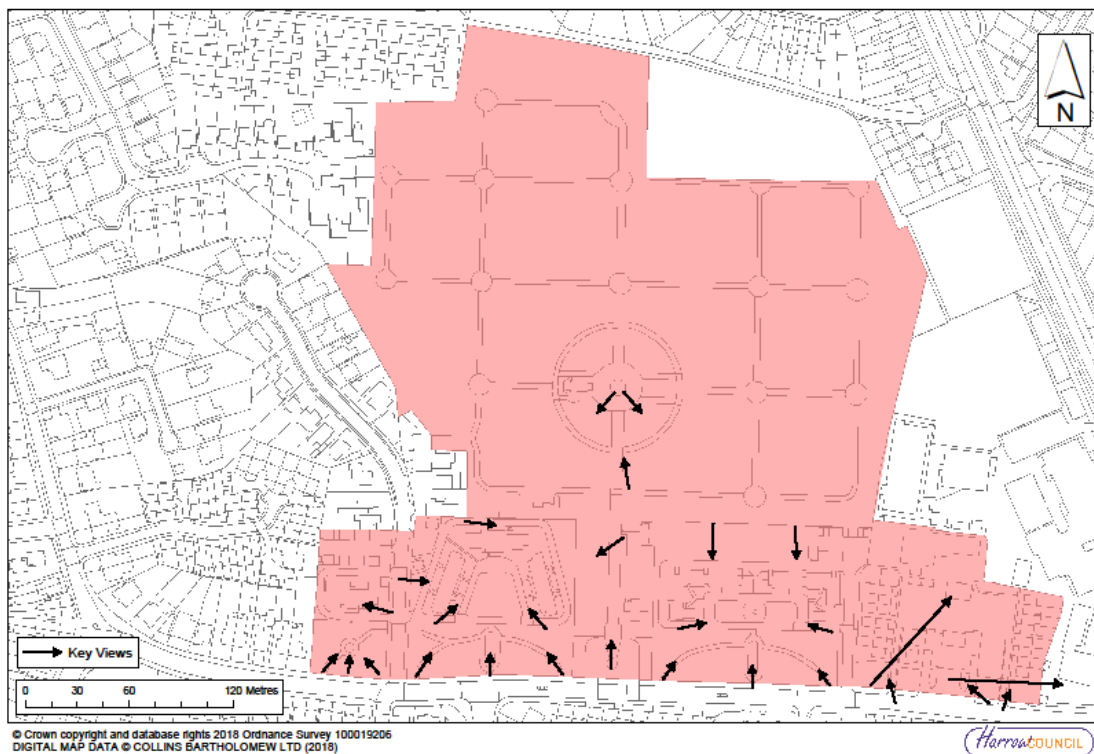 N
Key Views
0 30 60 120 Metres
© Crown copyright and database rights 2018 Ordnance Survey 100019206
DIGITAL MAP DATA © COLLINS BARTHOLOMEW LTD (2018)
Harrow COUNCIL